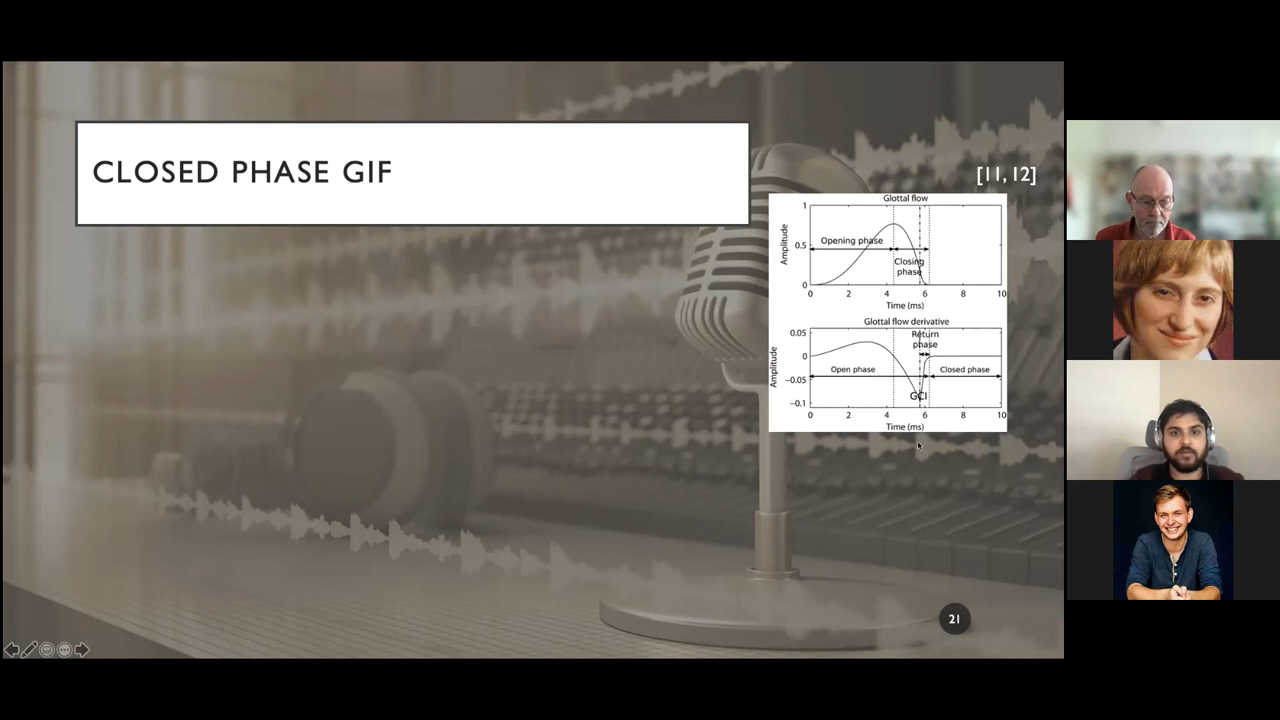 CLOSED PHASE GIF
[11, 12]
Glottal flow
1
0.5
0
Amplitude
Opening phase
Closing
phase
0 2 4 6 8 10
Time (ms)
Glottal flow derivative
0.05
0
−0.05
−0.1
Amplitude
Return
phase
Open phase
Closed phase
GCI
0 2 4 6 8 10
Time (ms)
21